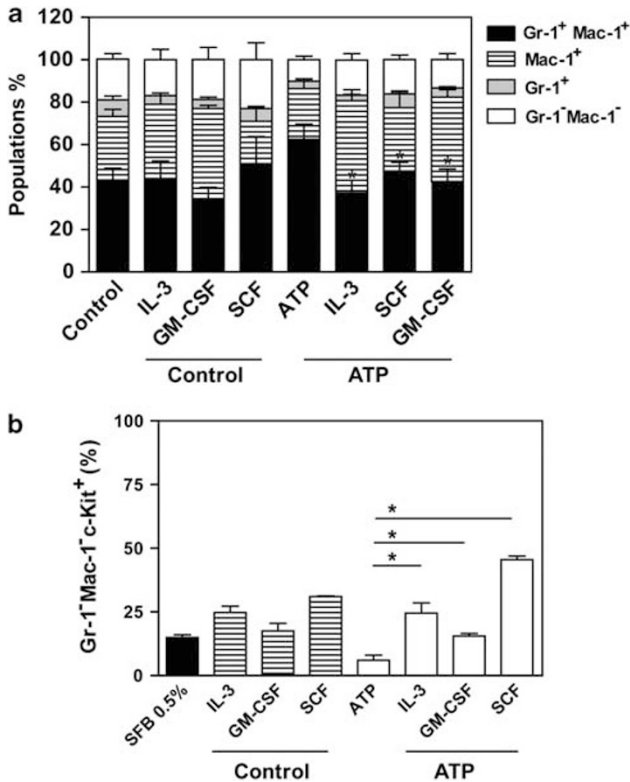 a
Populations %
120
100
80
60
40
20
0
Gr-1+ Mac-1+
Mac-1+
Gr-1+
Gr-1-Mac-1-
*
*
*
Control
IL-3
GM-CSF
SCF
ATP
IL-3
SCF
GM-CSF
Control
ATP
b
Gr-1-Mac-1-c-Kit+ (%)
100
75
50
25
0
*
*
*
SFB 0.5%
IL-3
GM-CSF
SCF
ATP
IL-3
GM-CSF
SCF
Control
ATP